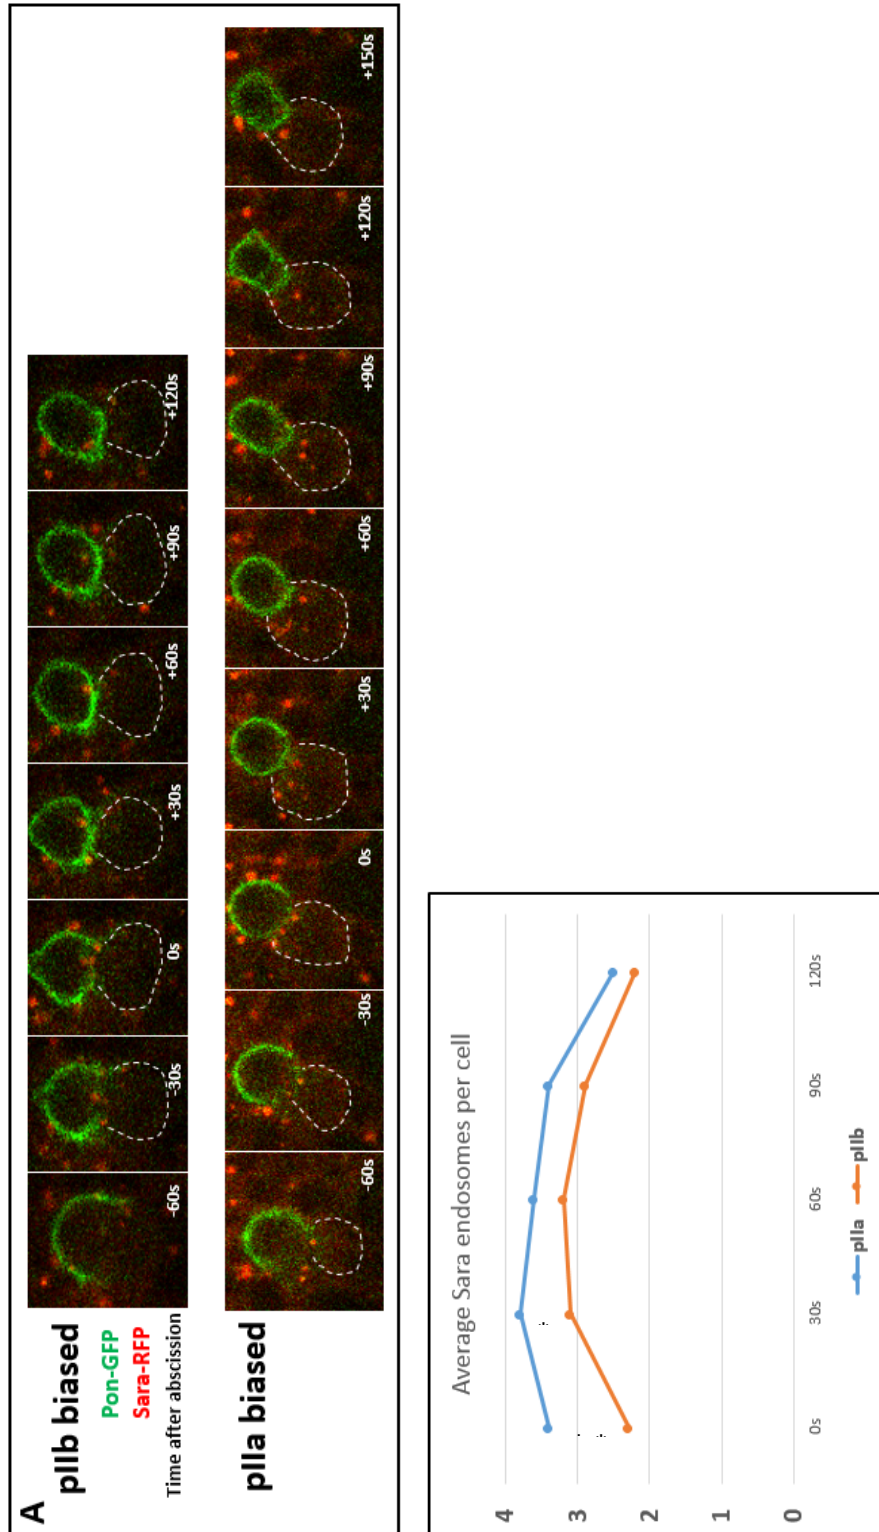 A
pIIb biased
Pon-GFP
Sara-RFP
Time after abscission
-60s
-30s
0s
+30s
+60s
+90s
+120s
pIIa biased
-60s
-30s
0s
+30s
+60s
+90s
+120s
+150s
Average Sara endosomes per cell
4
3
2
1
0
*
*
0s
30s
60s
90s
120s
pIIa
pIIb